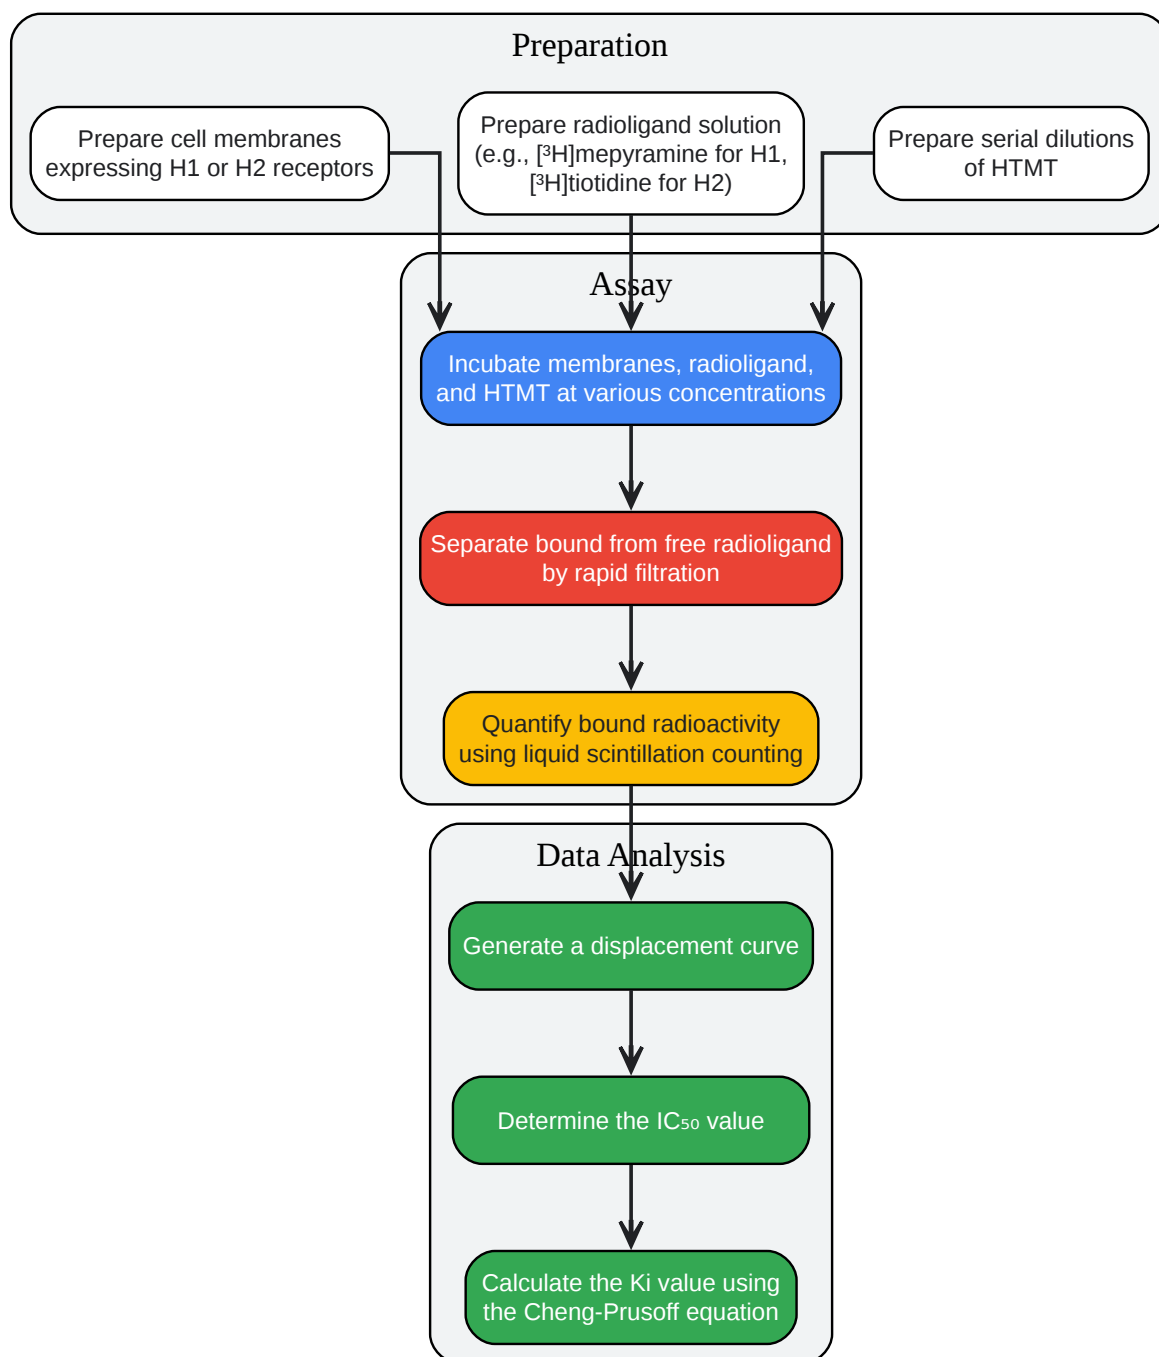 Preparation
Prepare cell membranes
expressing H1 or H2 receptors
Prepare radioligand solution
(e.g., [³H]mepyramine for H1,
[³H]tiotidine for H2)
Prepare serial dilutions
of HTMT
Assay
Incubate membranes, radioligand,
and HTMT at various concentrations
Separate bound from free radioligand
by rapid filtration
Quantify bound radioactivity
using liquid scintillation counting
Data Analysis
Generate a displacement curve
Determine the IC₅₀ value
Calculate the Ki value using
the Cheng-Prusoff equation